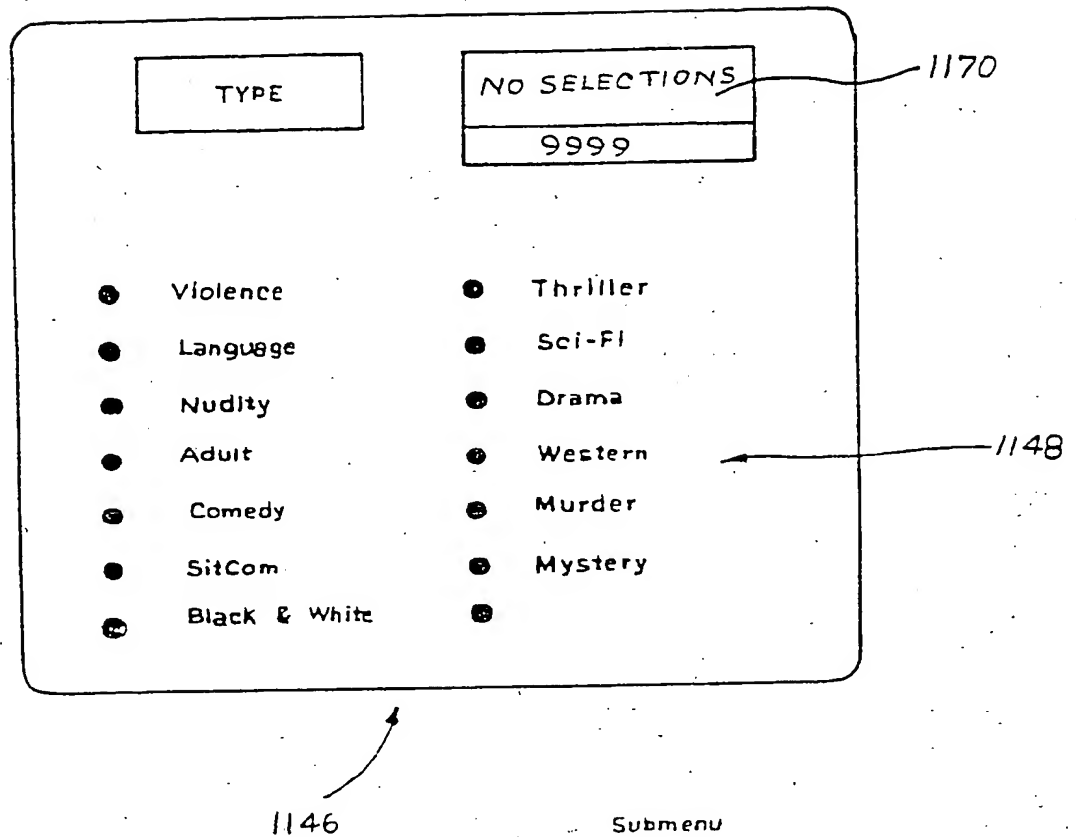 TYPE
NO SELECTIONS
9999
1170
Violence
Language
Nudity
Adult
Comedy
SitCom
Black & White
Thriller
Sci-Fi
Drama
Western
Murder
Mystery
1148
1146
Submenu